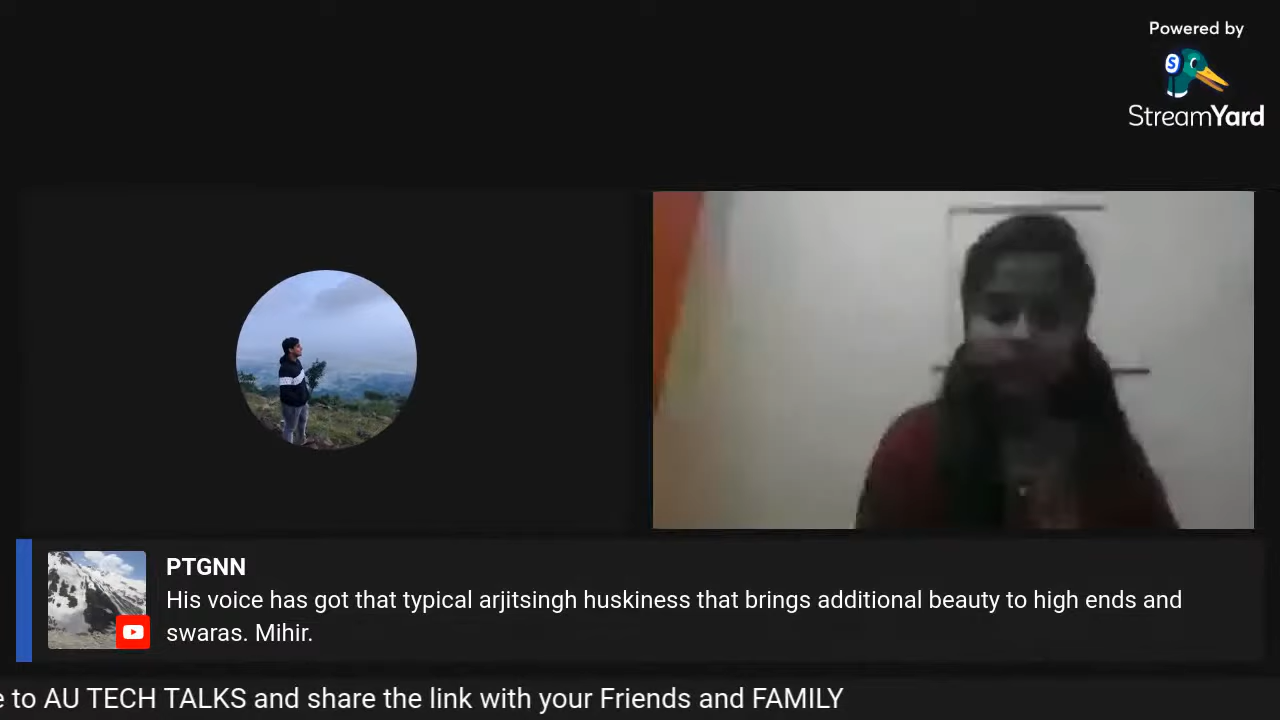 Powered by
StreamYard
PTGNN
His voice has got that typical arjitsingh huskiness that brings additional beauty to high ends and
swaras. Mihir.
e to AU TECH TALKS and share the link with your Friends and FAMILY